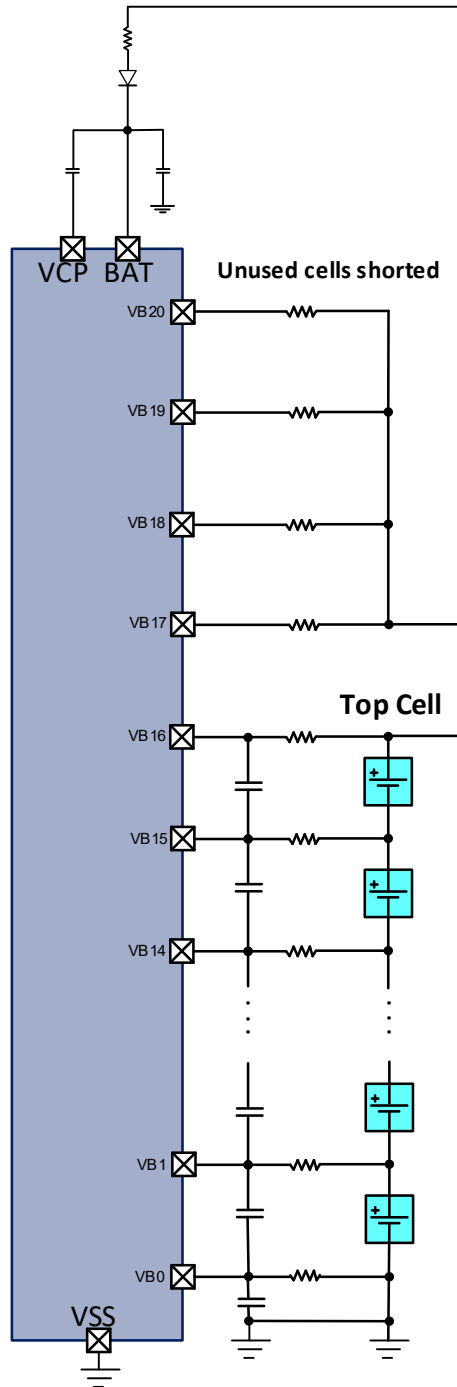 VCP BAT
Unused cells shorted
VB20
VB19
VB18
VB17
Top Cell
VB16
VB15
VB14
VB1
VB0
VSS